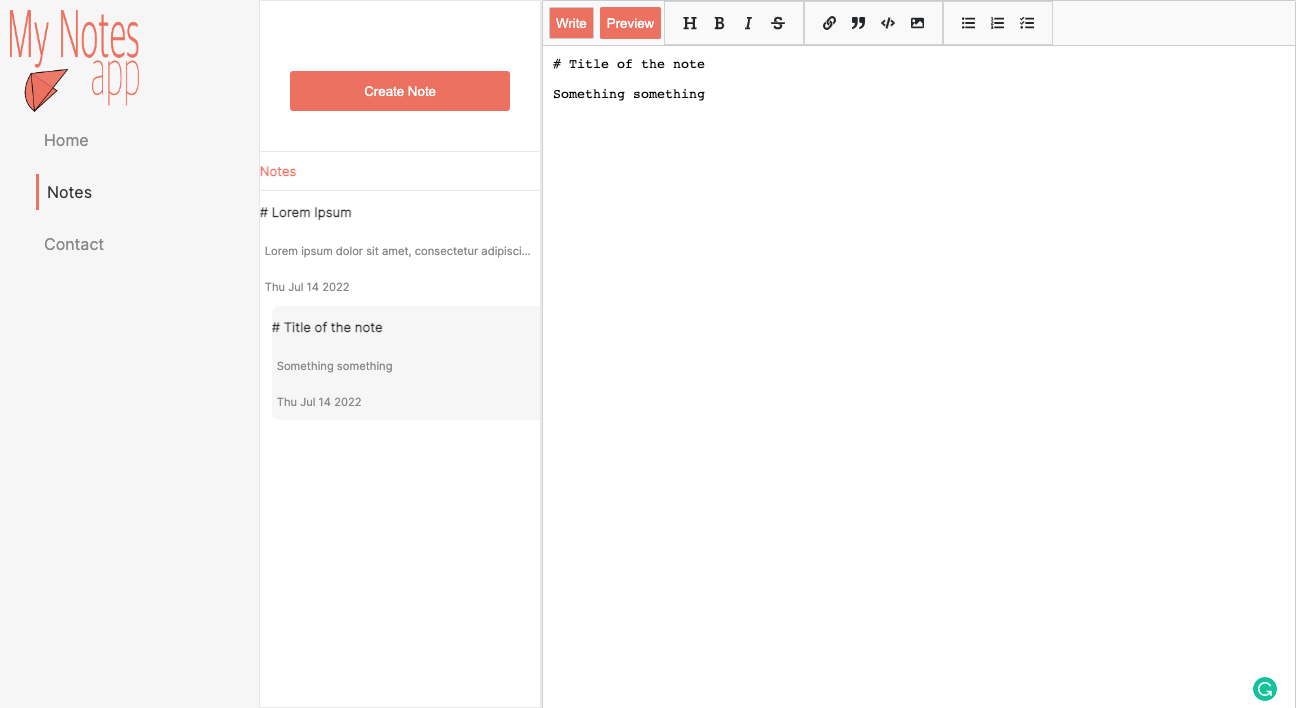 My Notes
app
Home
Notes
Contact
Create Note
Notes
# Lorem Ipsum
Lorem ipsum dolor sit amet, consectetur adipisci...
Thu Jul 14 2022
# Title of the note
Something something
Thu Jul 14 2022
Write Preview H B I S
# Title of the note
Something something